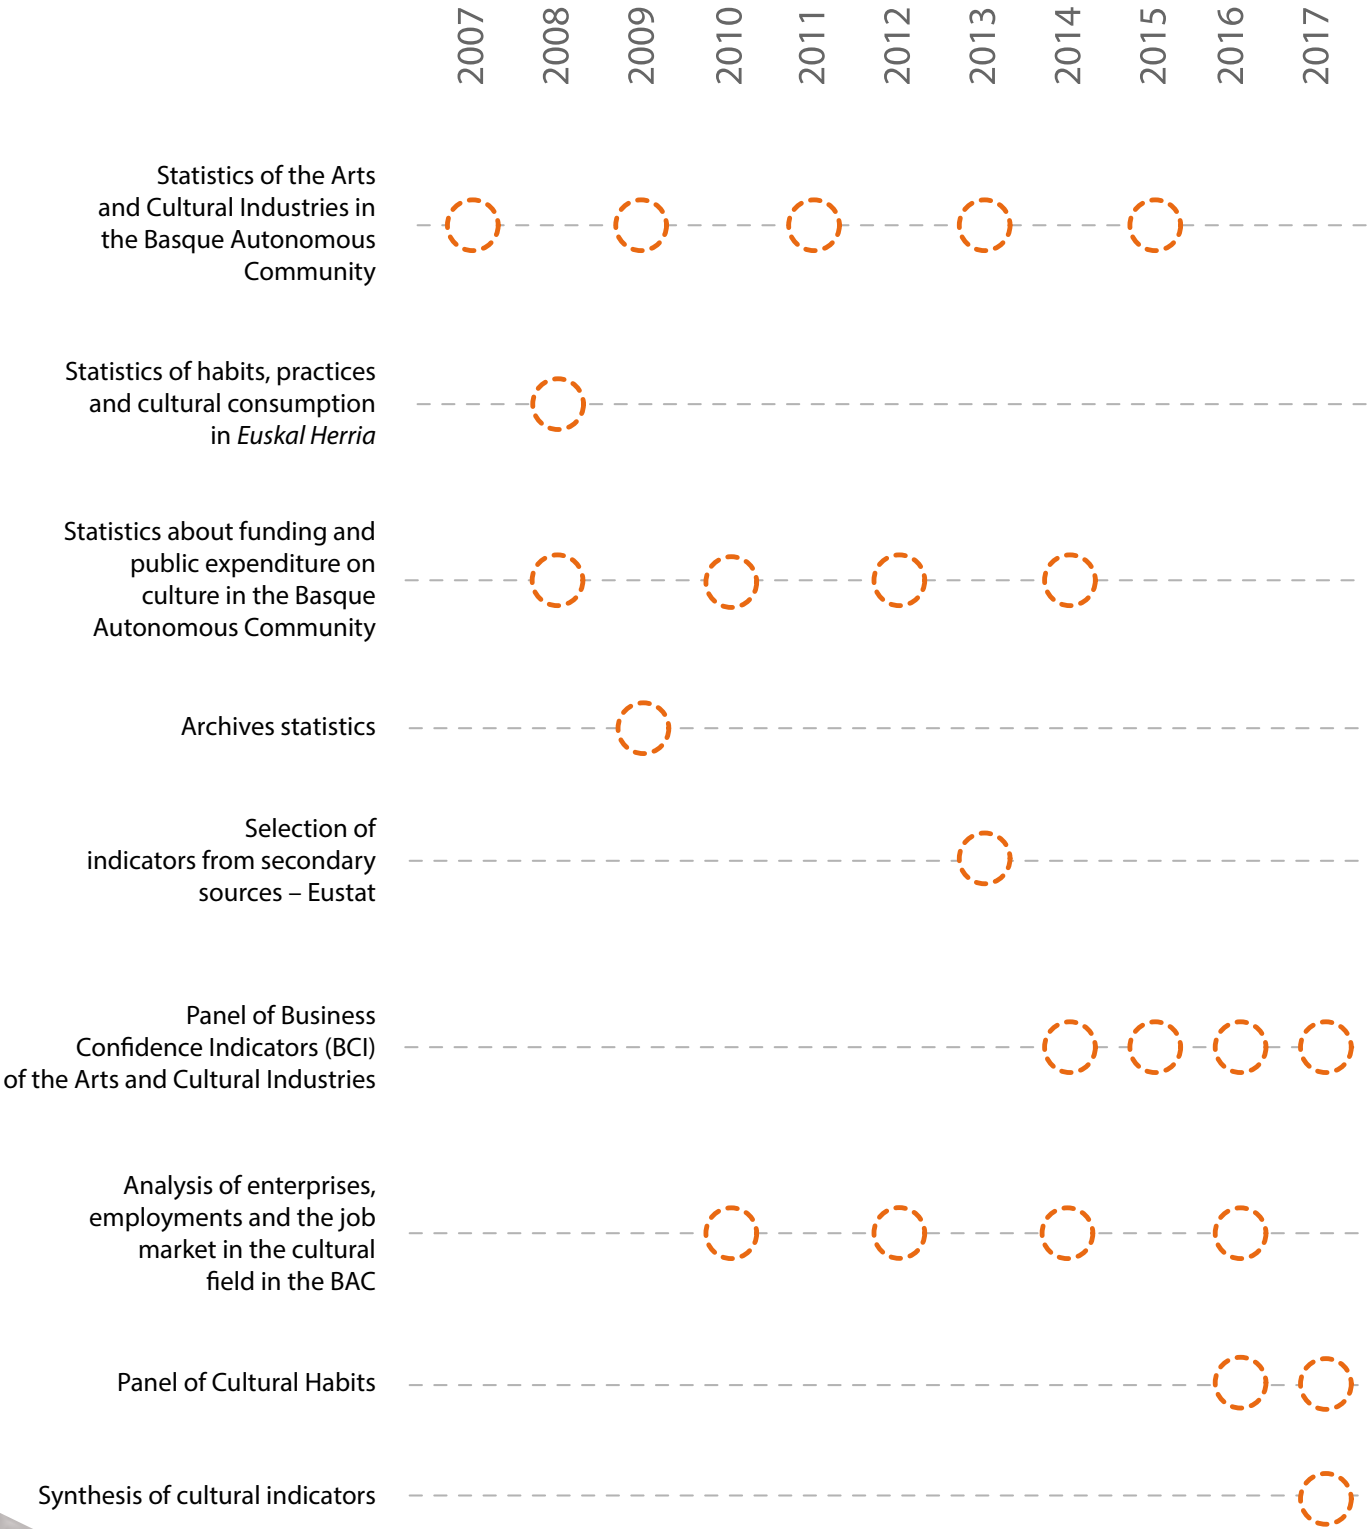 2007
2008
2009
2010
2011
2012
2013
2014
2015
2016
2017
Statistics of the Arts
and Cultural Industries in
the Basque Autonomous
Community
Statistics of habits, practices
and cultural consumption
in Euskal Herria
Statistics about funding and
public expenditure on
culture in the Basque
Autonomous Community
Archives statistics
Selection of
indicators from secondary
sources – Eustat
Panel of Business
Confidence Indicators (BCI)
of the Arts and Cultural Industries
Analysis of enterprises,
employments and the job
market in the cultural
field in the BAC
Panel of Cultural Habits
Synthesis of cultural indicators